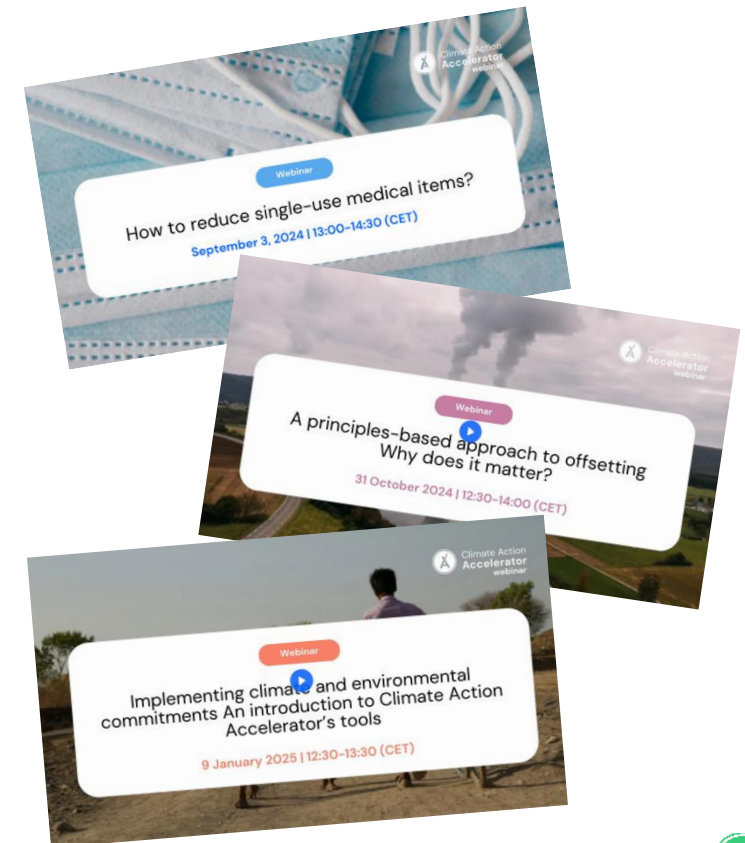 Climate Action
Accelerator
webinar
Webinar
How to reduce single-use medical items?
September 3, 2024 | 13:00-14:30 (CET)
Climate Action
Accelerator
webinar
Webinar
A principles-based approach to offsetting
Why does it matter?
31 October 2024 | 12:30-14:00 (CET)
Climate Action
Accelerator
webinar
Webinar
Implementing climate and environmental
commitments An introduction to Climate Action
Accelerator's tools
9 January 2025 | 12:30-13:30 (CET)